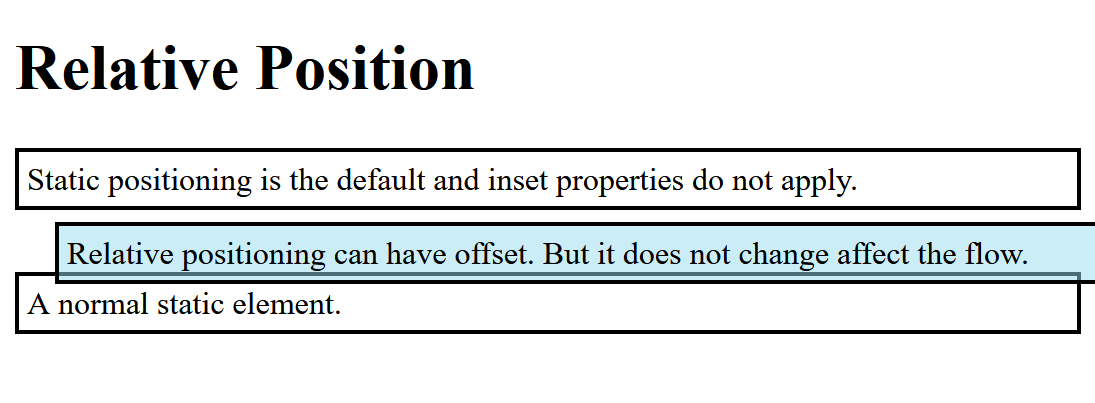 Relative Position
Static positioning is the default and inset properties do not apply.
Relative positioning can have offset. But it does not change affect the flow.
A normal static element.